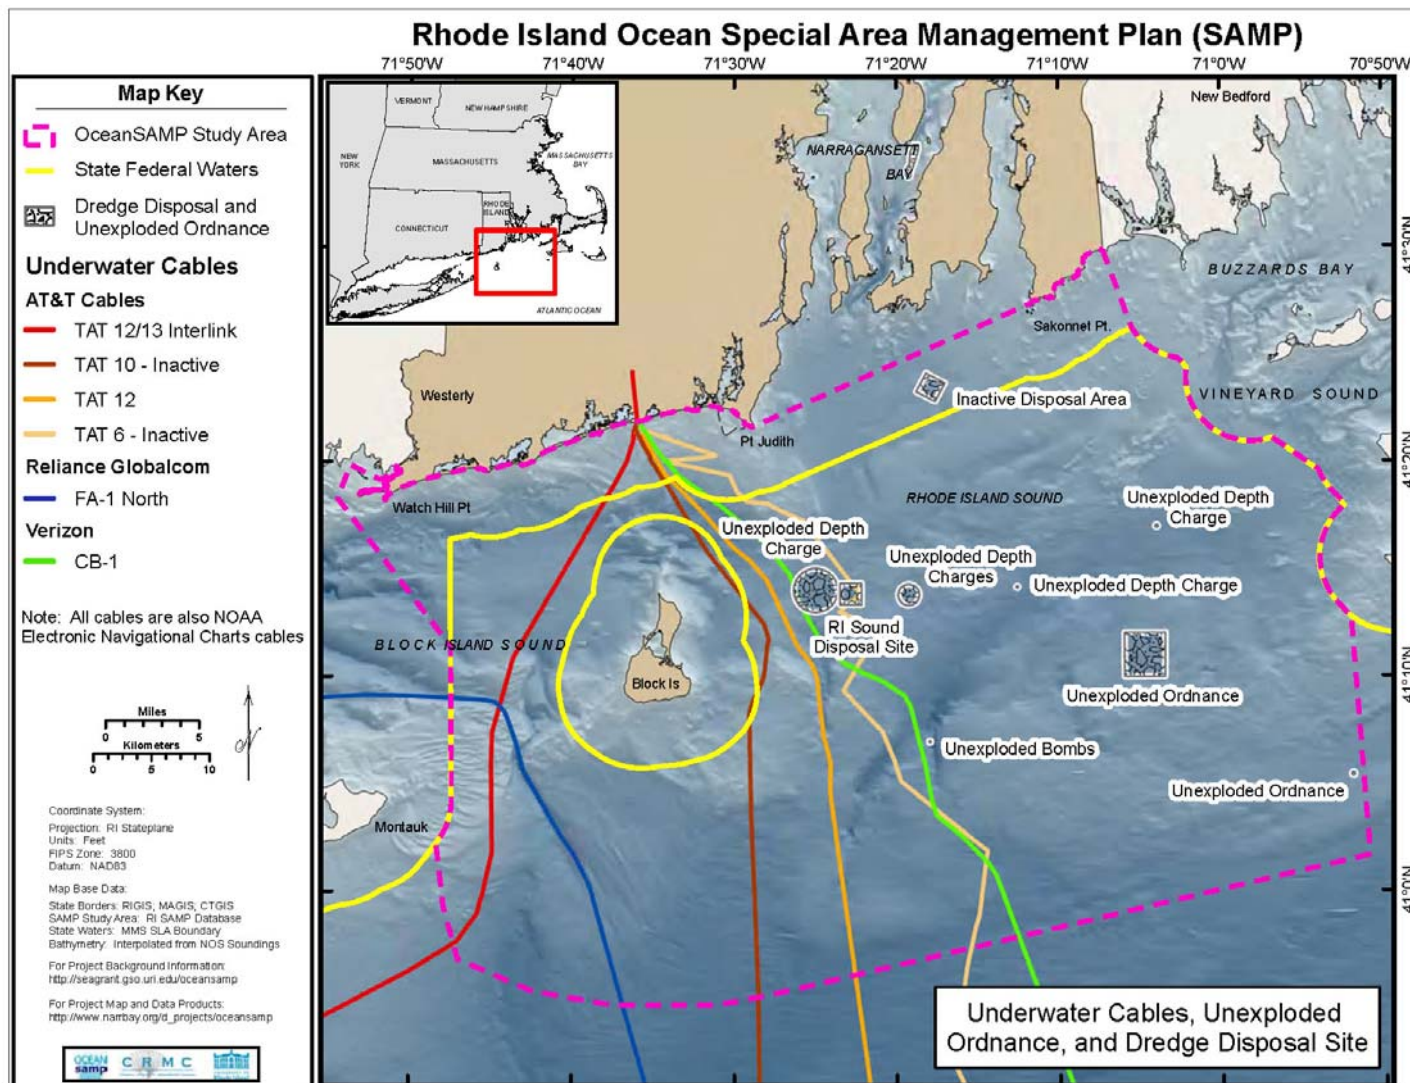 Rhode Island Ocean Special Area Management Plan (SAMP)
71°50'W
71°40'W
71°30'W
71°20'W
71°10'W
71°0'W
70°50'W
Map Key
OceanSAMP Study Area
State Federal Waters
Dredge Disposal and
Unexploded Ordnance
Underwater Cables
AT&T Cables
TAT 12/13 Interlink
TAT 10 - Inactive
TAT 12
TAT 6 - Inactive
Reliance Globalcom
FA-1 North
Verizon
CB-1
Note: All cables are also NOAA
Electronic Navigational Charts cables
Miles
0 5
Kilometers
0 5 10
Coordinate System:
Projection: RI Stateplane
Units: Feet
FIPS Zone: 3800
Datum: NAD83
Map Base Data:
State Borders: RIGIS, MAGIS, CTGIS
SAMP Study Area: RI SAMP Database
State Waters: MMS SLA Boundary
Bathymetry: Interpolated from NOS Soundings
For Project Background Information:
http://seagrant.gso.uri.edu/oceansamp
For Project Map and Data Products:
http://www.narrbay.org/d_projects/oceansamp
OCEAN
samp
CRMC
VERMONT
NEW HAMPSHIRE
NEW
YORK
MASSACHUSETTS
MASSACHUSETTS
BAY
CONNECTICUT
RHODE
ISLAND
ATLANTIC OCEAN
New Bedford
NARRAGANSETT
BAY
BUZZARDS BAY
41°30'N
Sakonnet Pt.
Westerly
Inactive Disposal Area
VINEYARD SOUND
Pt Judith
41°20'N
Watch Hill Pt
RHODE ISLAND SOUND
Unexploded Depth
Charge
Unexploded Depth
Charge
Unexploded Depth
Charges
Unexploded Depth Charge
RI Sound
Disposal Site
BLOCK ISLAND SOUND
Block Is
41°10'N
Unexploded Ordnance
Unexploded Bombs
Unexploded Ordnance
Montauk
41°0'N
Underwater Cables, Unexploded
Ordnance, and Dredge Disposal Site